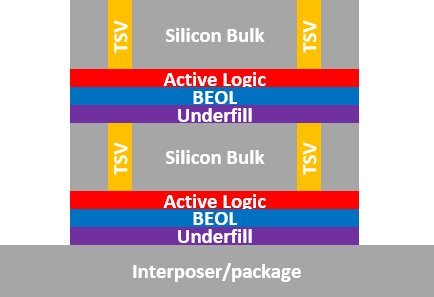 TSV
Silicon Bulk
TSV
Active Logic
BEOL
Underfill
TSV
Silicon Bulk
TSV
Active Logic
BEOL
Underfill
Interposer/package